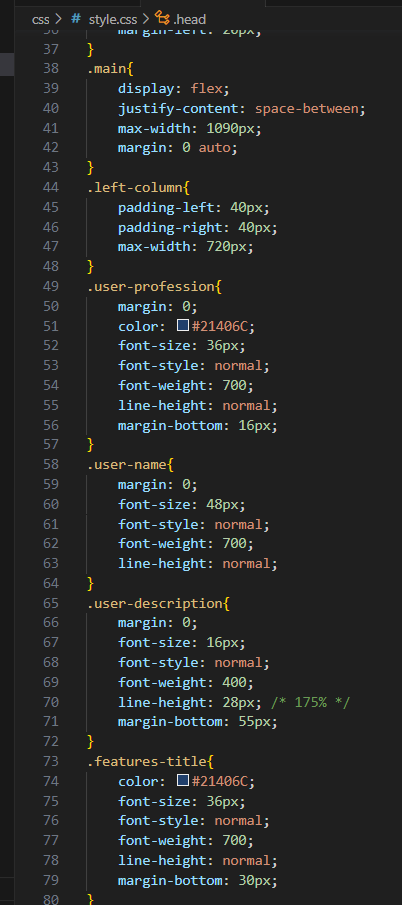 css > # style.css > .head
36 margin-left: 20px;
37 }
38 .main{
39 display: flex;
40 justify-content: space-between;
41 max-width: 1090px;
42 margin: 0 auto;
43 }
44 .left-column{
45 padding-left: 40px;
46 padding-right: 40px;
47 max-width: 720px;
48 }
49 .user-profession{
50 margin: 0;
51 color: #21406C;
52 font-size: 36px;
53 font-style: normal;
54 font-weight: 700;
55 line-height: normal;
56 margin-bottom: 16px;
57 }
58 .user-name{
59 margin: 0;
60 font-size: 48px;
61 font-style: normal;
62 font-weight: 700;
63 line-height: normal;
64 }
65 .user-description{
66 margin: 0;
67 font-size: 16px;
68 font-style: normal;
69 font-weight: 400;
70 line-height: 28px; /* 175% */
71 margin-bottom: 55px;
72 }
73 .features-title{
74 color: #21406C;
75 font-size: 36px;
76 font-style: normal;
77 font-weight: 700;
78 line-height: normal;
79 margin-bottom: 30px;
80 }